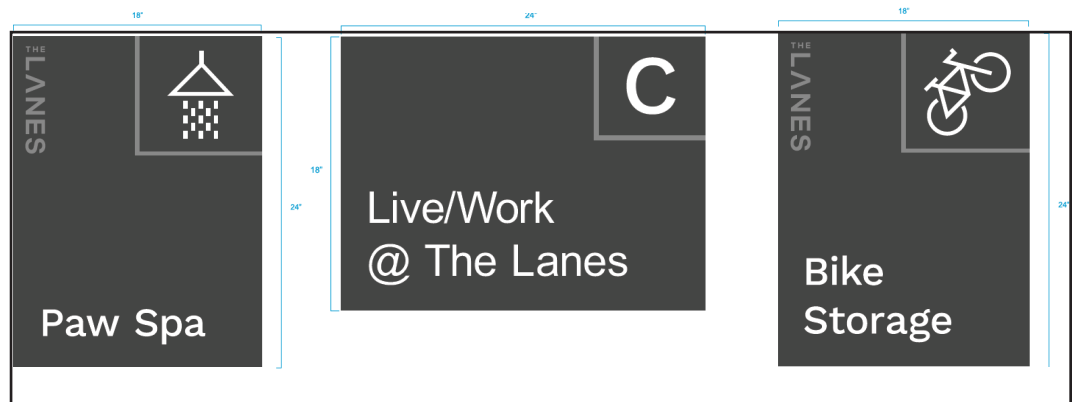 18"
24"
18"
THE
LANES
C
THE
LANES
18"
24"
24"
Live/Work
@ The Lanes
Bike
Storage
Paw Spa